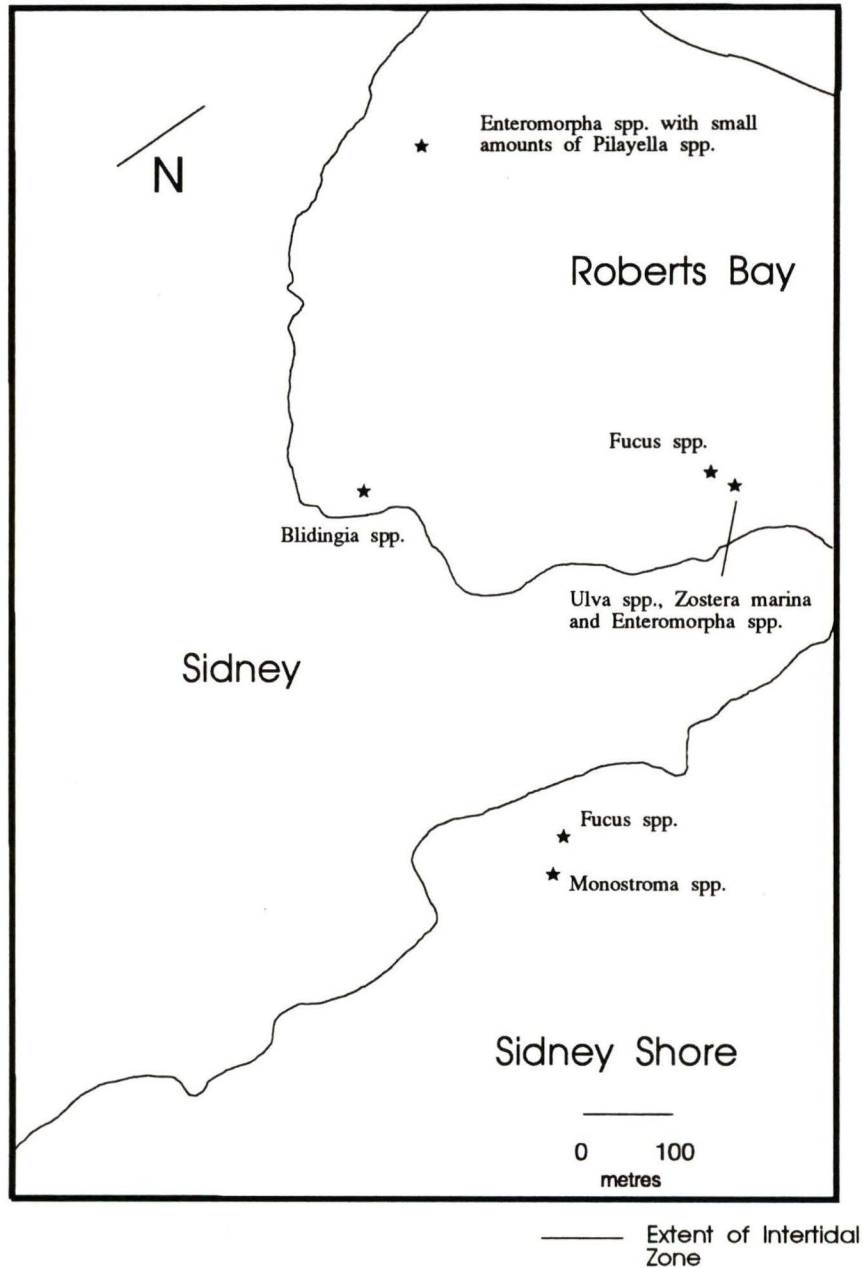 Enteromorpha spp. with small
amounts of Pilayella spp.
N
Roberts Bay
Fucus spp.
Blidingia spp.
Ulva spp., Zostera marina
and Enteromorpha spp.
Sidney
Fucus spp.
Monostroma spp.
Sidney Shore
0 100
metres
Extent of Intertidal
Zone